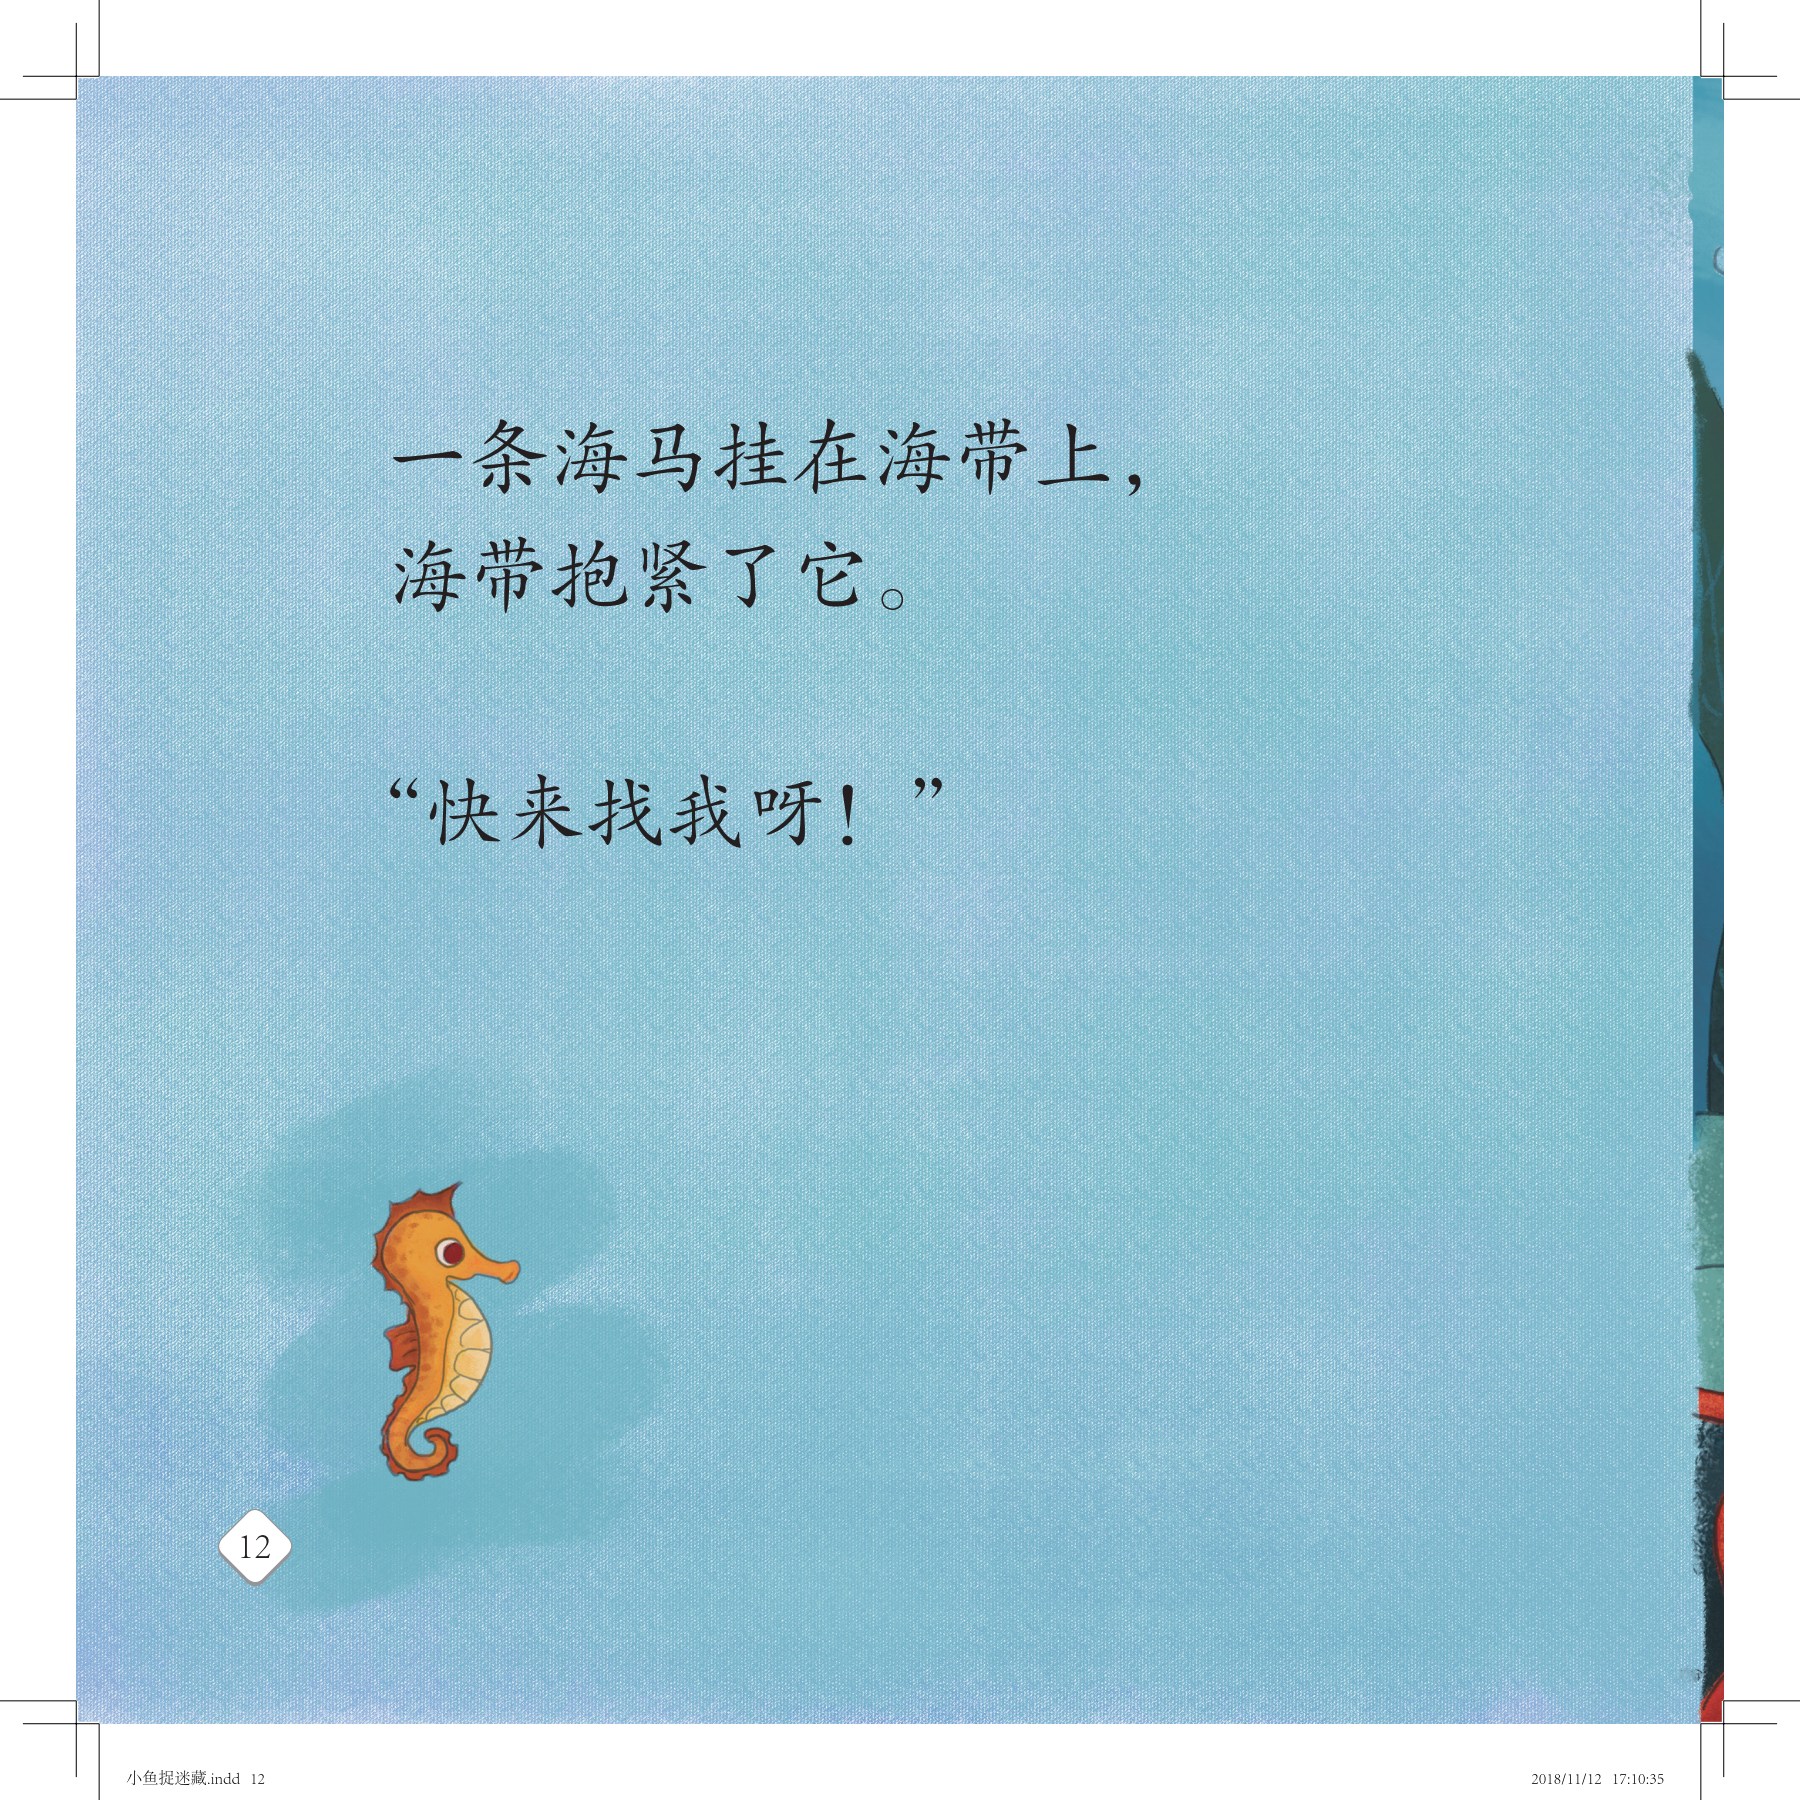 一条海马挂在海带上，
海带抱紧了它。
“快来找我呀！”
12
小鱼捉迷藏.indd 12
2018/11/12 17:10:35